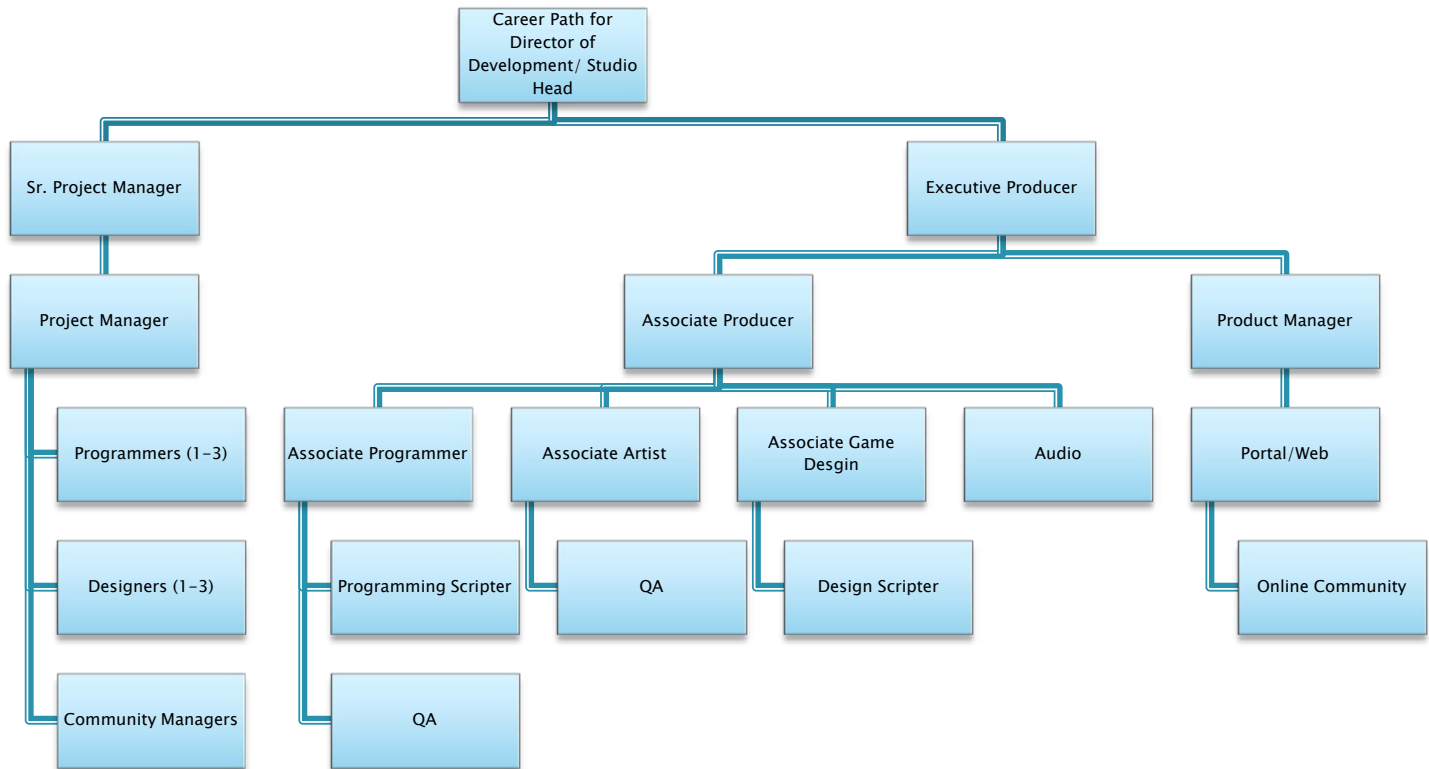 Career Path for
Director of
Development/ Studio
Head
Sr. Project Manager
Executive Producer
Project Manager
Associate Producer
Product Manager
Programmers (1-3)
Associate Programmer
Associate Artist
Associate Game
Desgin
Audio
Portal/Web
Designers (1-3)
Programming Scripter
QA
Design Scripter
Online Community
Community Managers
QA